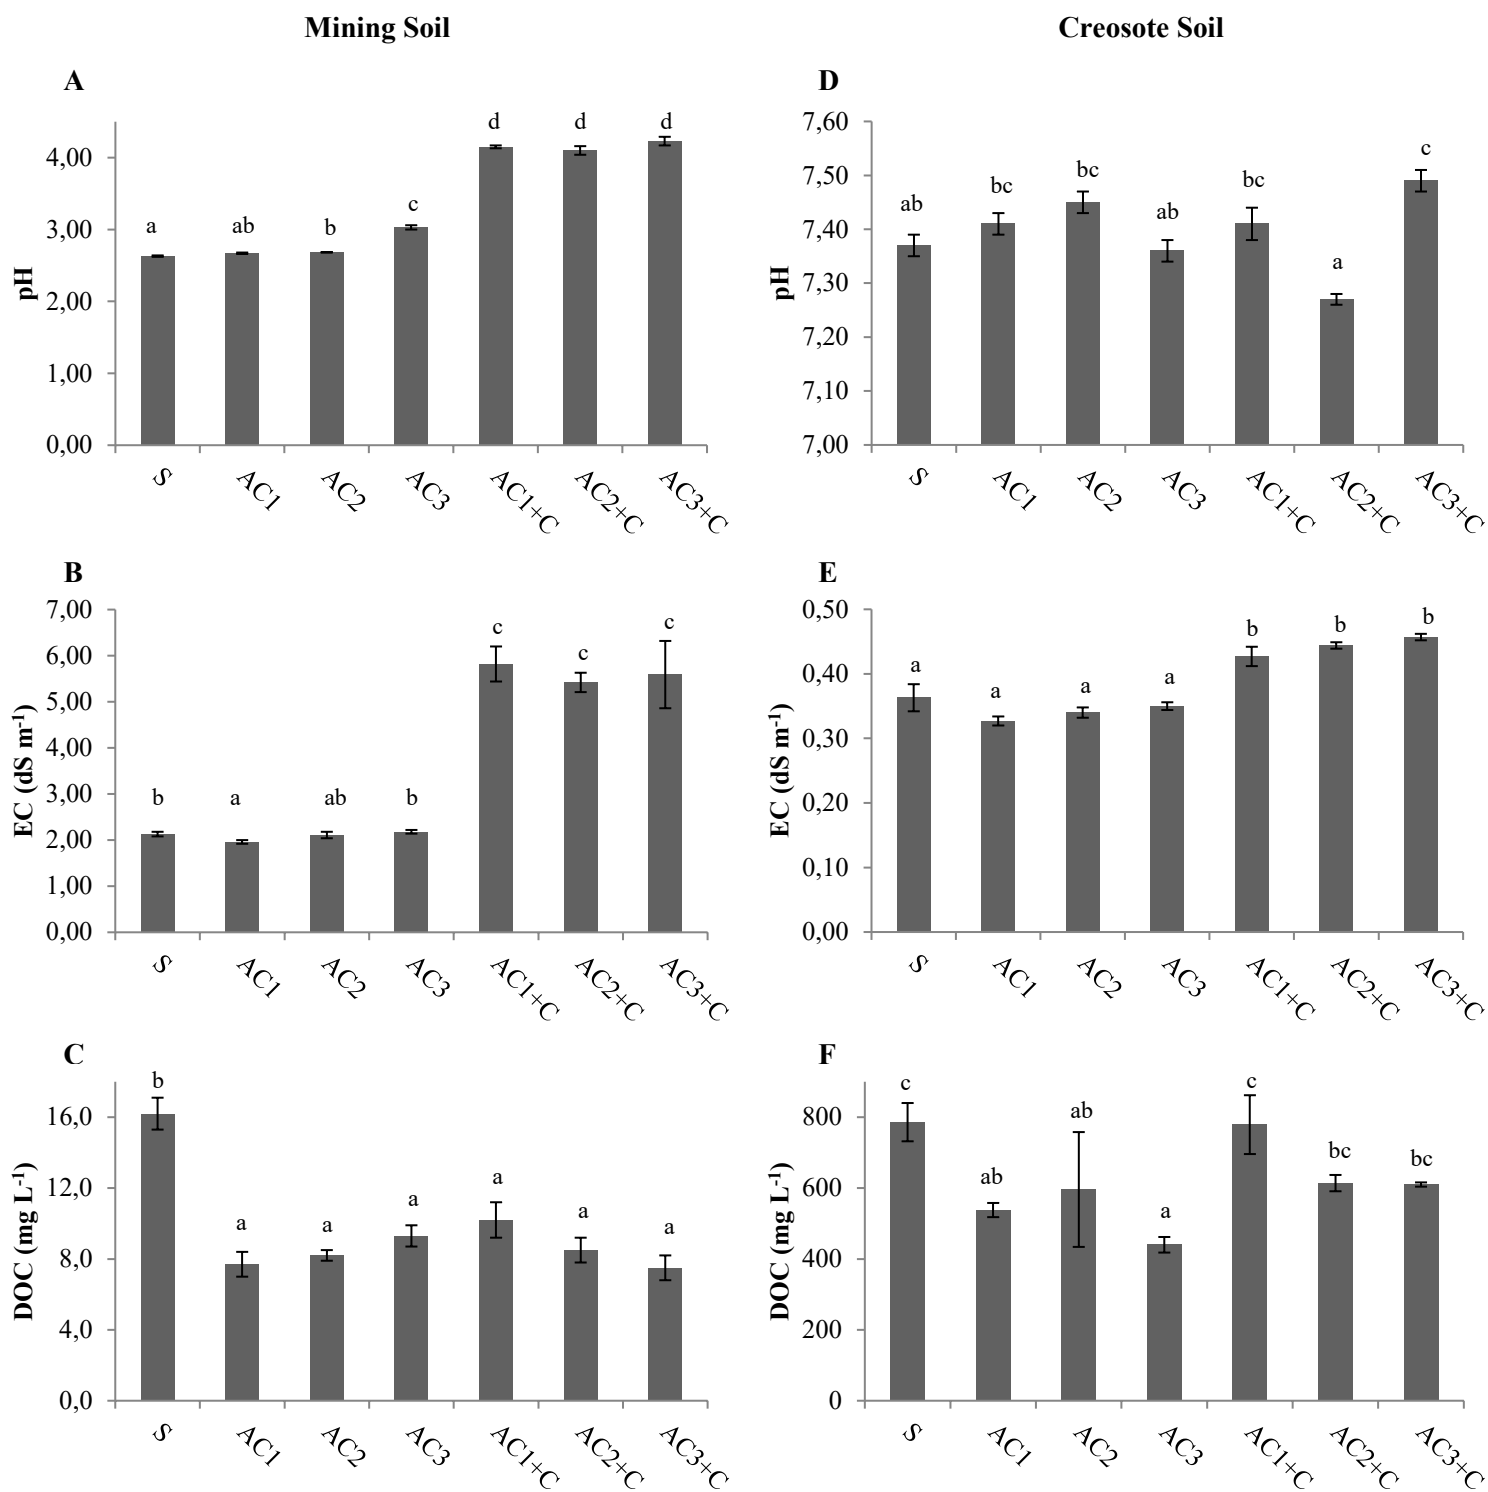 Mining Soil
Creosote Soil
A
pH
4,00
3,00
2,00
1,00
0,00
a
ab
b
c
d
d
d
S
AC1
AC2
AC3
AC1+C
AC2+C
AC3+C
D
pH
7,60
7,50
7,40
7,30
7,20
7,10
7,00
ab
bc
bc
ab
bc
a
c
S
AC1
AC2
AC3
AC1+C
AC2+C
AC3+C
B
EC (dS m⁻¹)
7,00
6,00
5,00
4,00
3,00
2,00
1,00
0,00
b
a
ab
b
c
c
c
S
AC1
AC2
AC3
AC1+C
AC2+C
AC3+C
E
EC (dS m⁻¹)
0,50
0,40
0,30
0,20
0,10
0,00
a
a
a
a
b
b
b
S
AC1
AC2
AC3
AC1+C
AC2+C
AC3+C
C
DOC (mg L⁻¹)
16,0
12,0
8,0
4,0
0,0
b
a
a
a
a
a
a
S
AC1
AC2
AC3
AC1+C
AC2+C
AC3+C
F
DOC (mg L⁻¹)
800
600
400
200
0
c
ab
ab
a
c
bc
bc
S
AC1
AC2
AC3
AC1+C
AC2+C
AC3+C